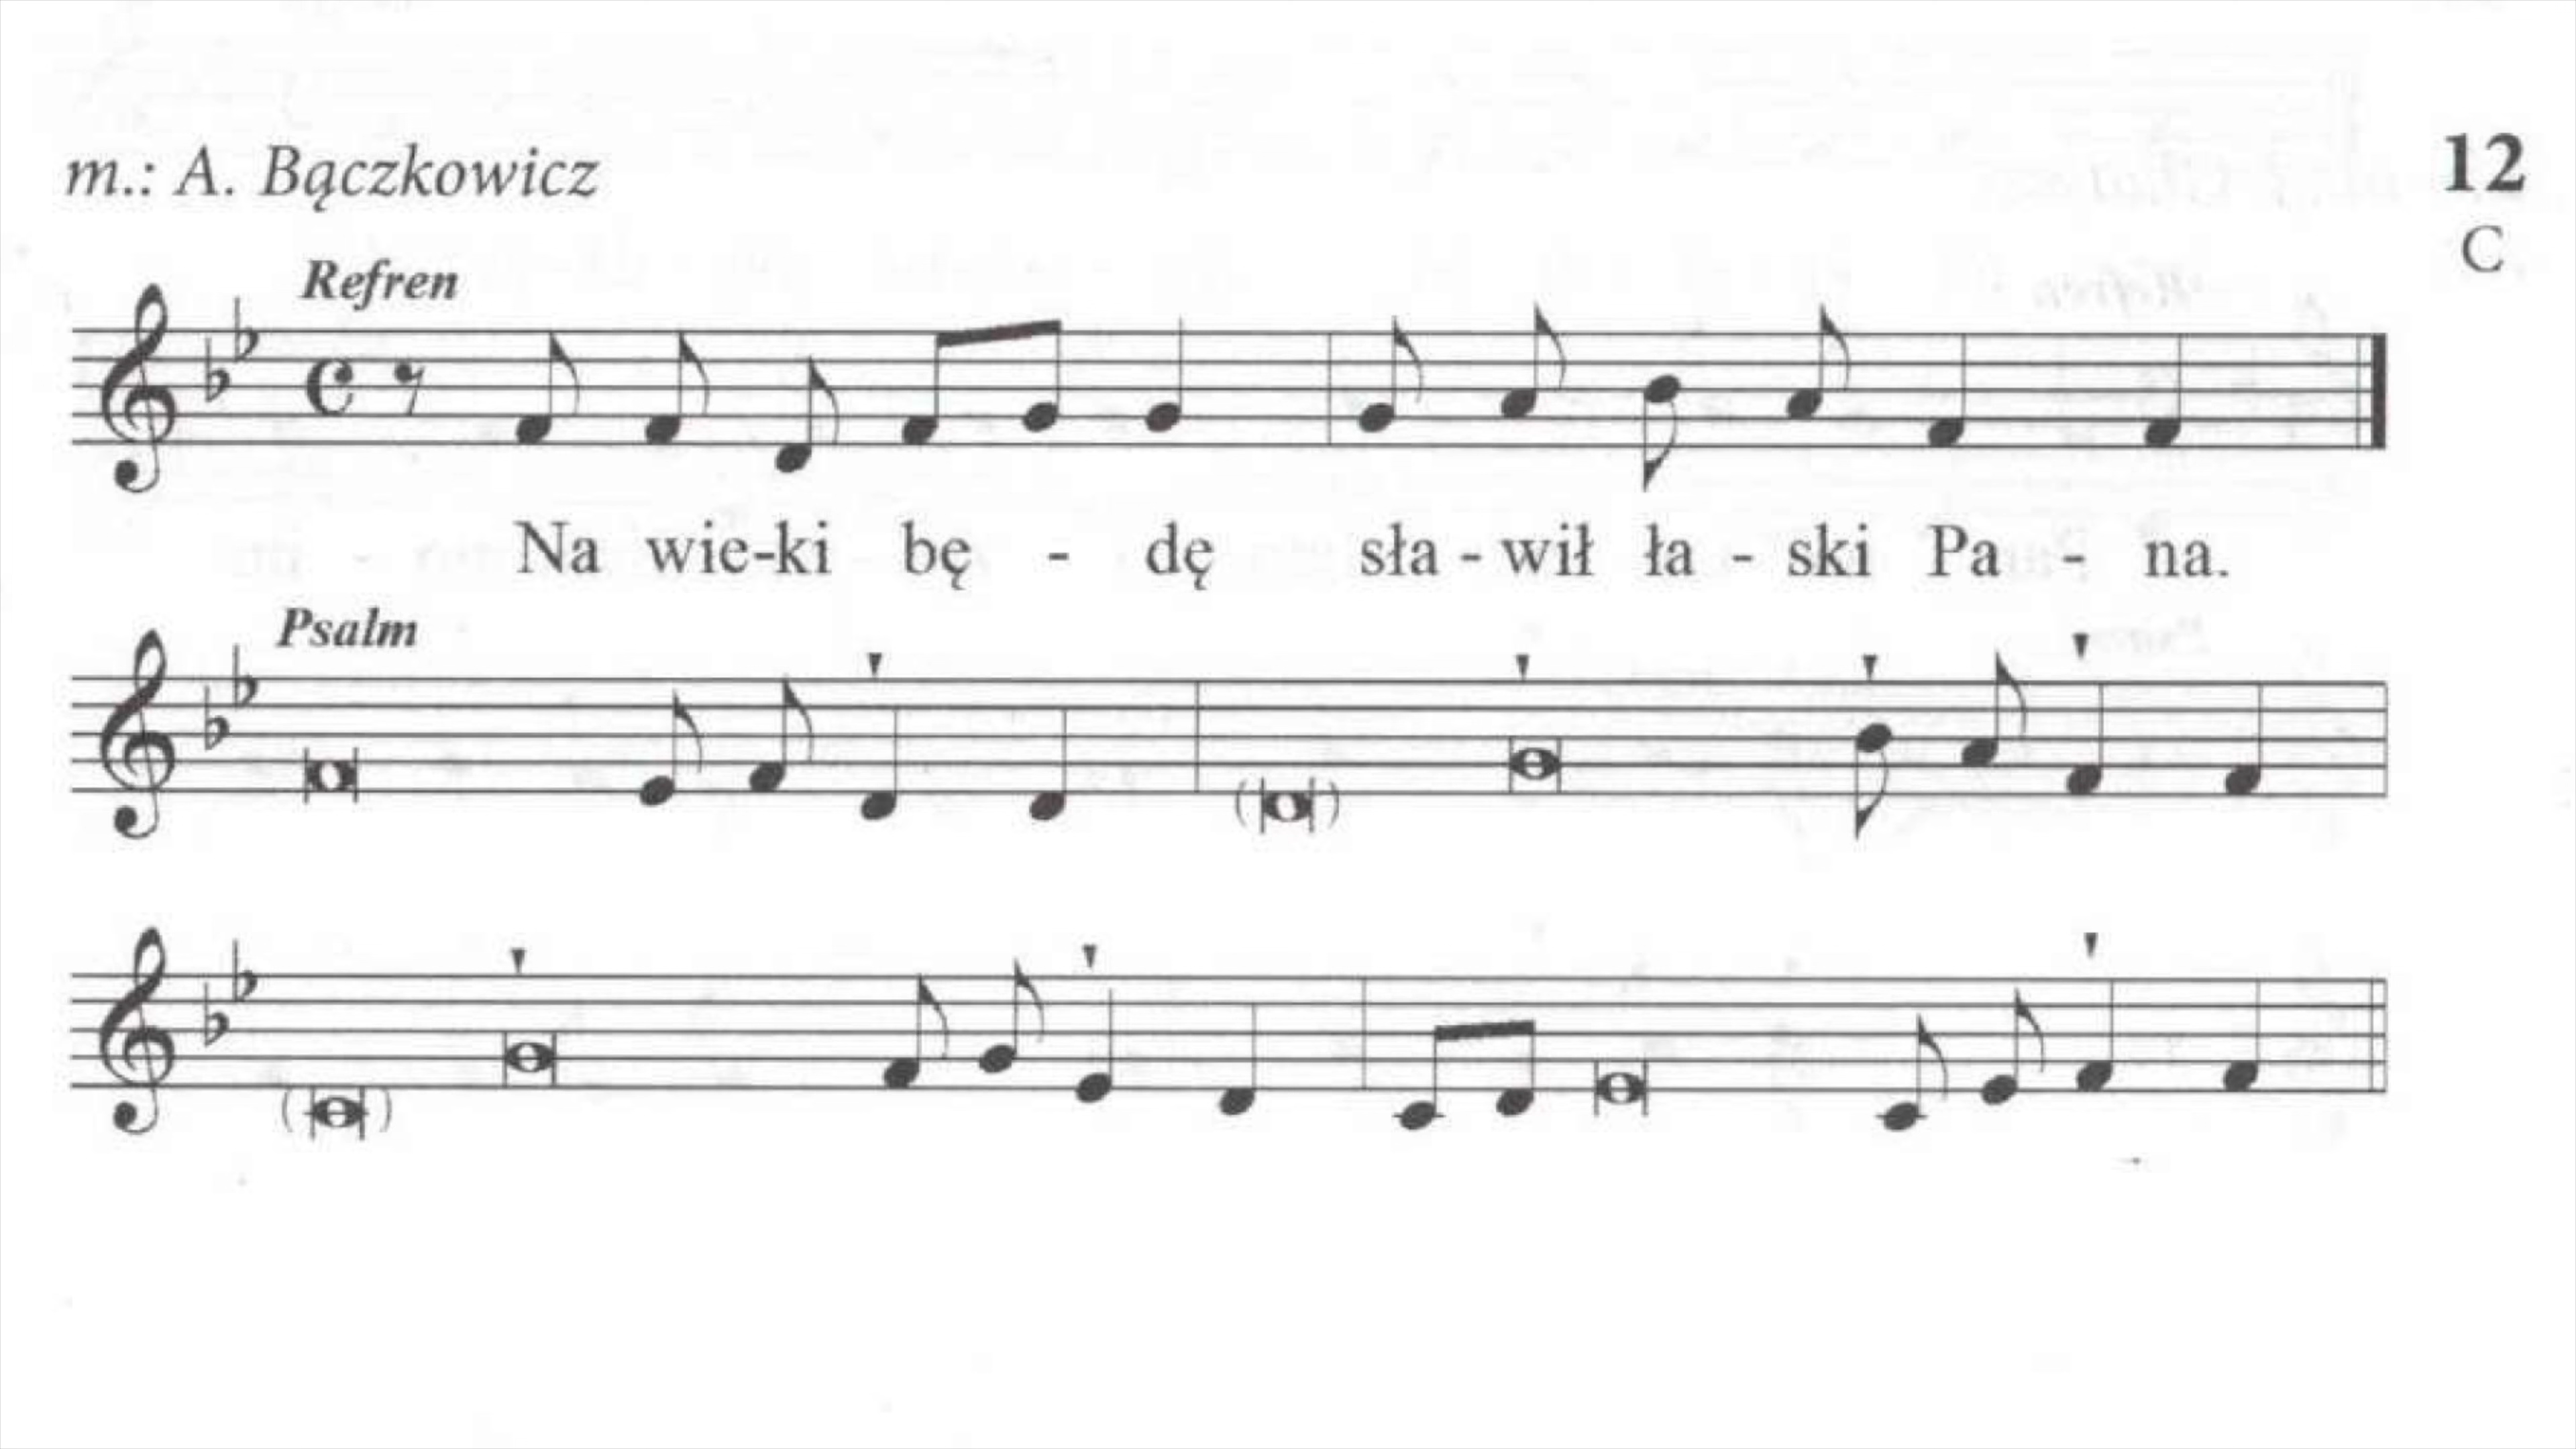 m.: A. Bączkowicz
12
C
Refren
Na wie-ki bę - dę sła - wił ła - ski Pa - na.
Psalm